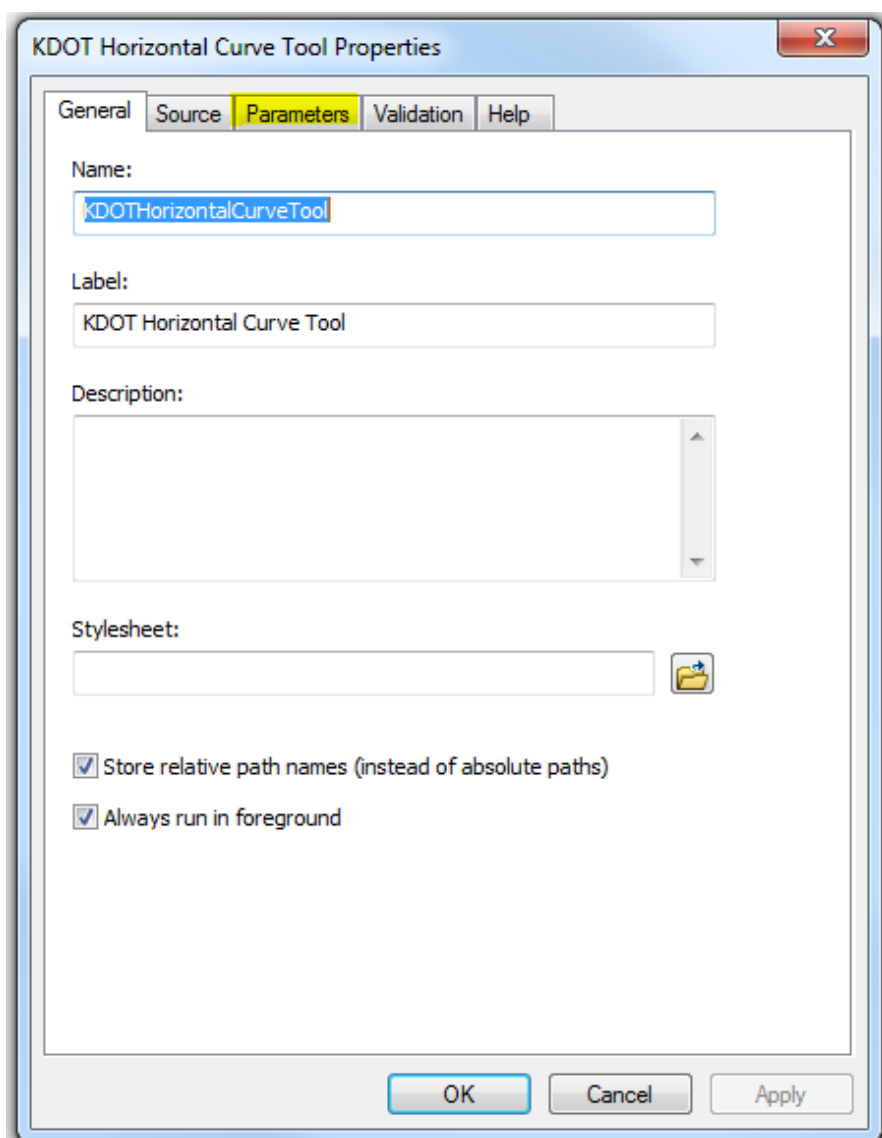 KDOT Horizontal Curve Tool Properties
General Source Parameters Validation Help
Name:
KDOTHorizontalCurveTool
Label:
KDOT Horizontal Curve Tool
Description:
Stylesheet:
Store relative path names (instead of absolute paths)
Always run in foreground
OK Cancel Apply